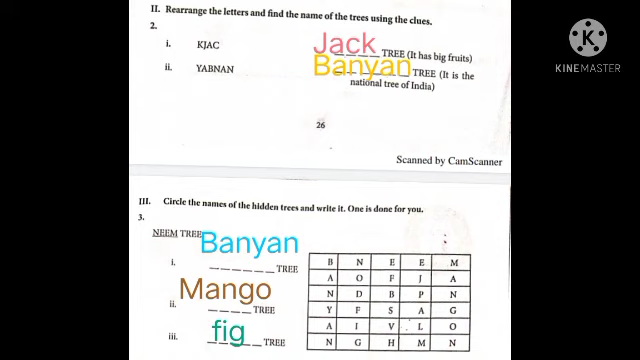 II. Rearrange the letters and find the name of the trees using the clues.
2.
i. KJAC Jack _ _ _ _ TREE (It has big fruits)
ii. YABNAN Banyan _ _ _ _ _ _ TREE (It is the
national tree of India)
26
KINEMASTER
Scanned by CamScanner
III. Circle the names of the hidden trees and write it. One is done for you.
3.
NEEM TREE
Banyan
i. _ _ _ _ _ _ TREE
Mango
ii. _ _ _ _ TREE
fig
iii. _ _ _ _ _ TREE
B N E E M
A O F J A
N D B P N
Y F S A G
A I V L O
N G H M N